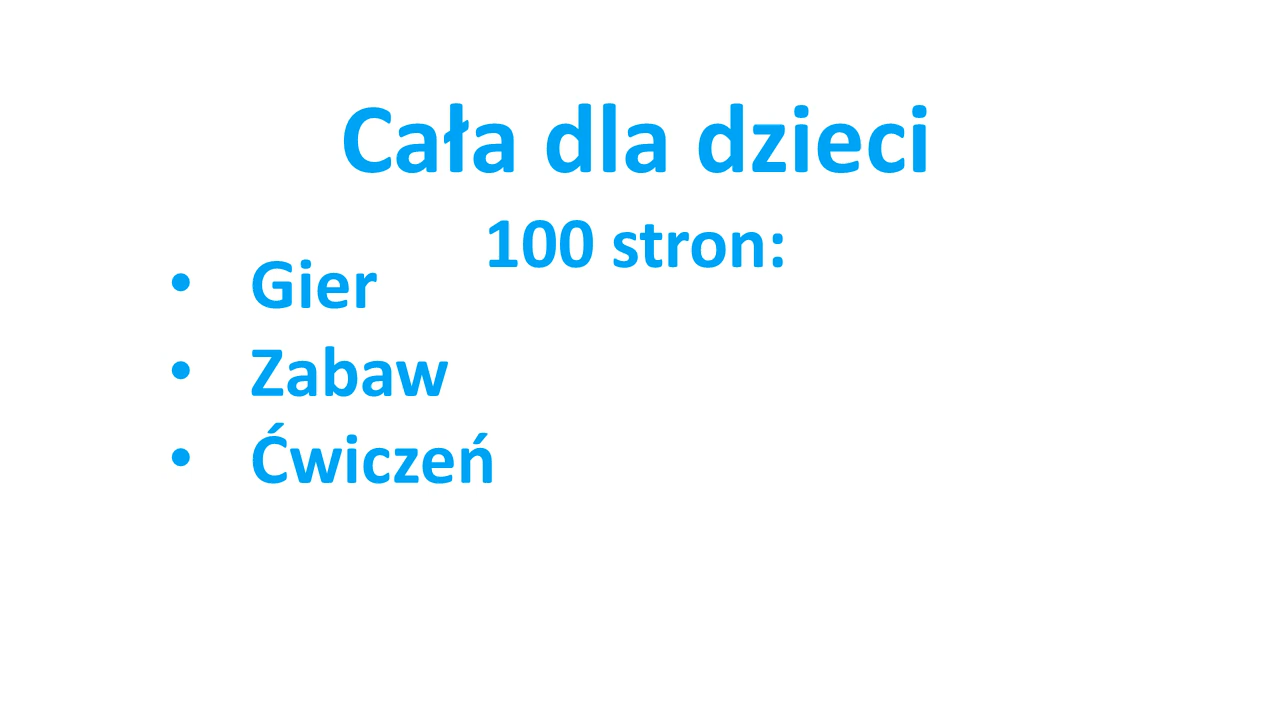 Cała dla dzieci
100 stron:
• Gier
• Zabaw
• Ćwiczeń